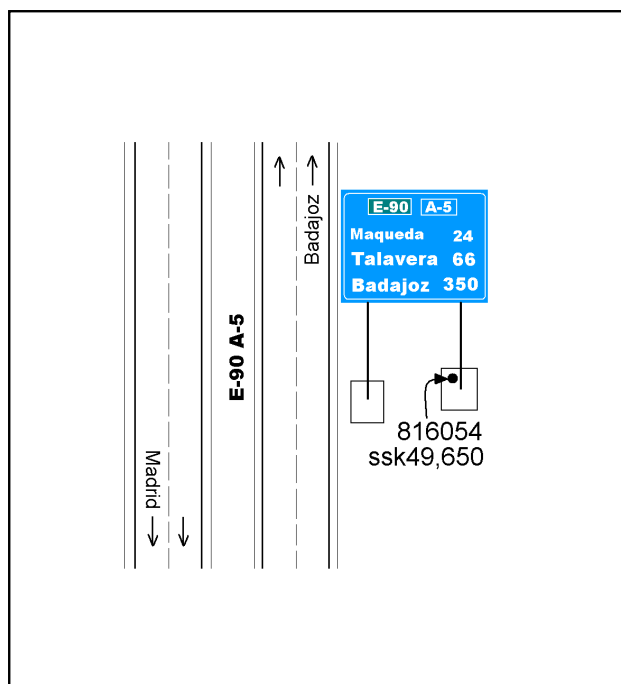 E-90 A-5
Maqueda 24
Talavera 66
Badajoz 350
Badajoz
E-90 A-5
Madrid
816054
ssk49,650